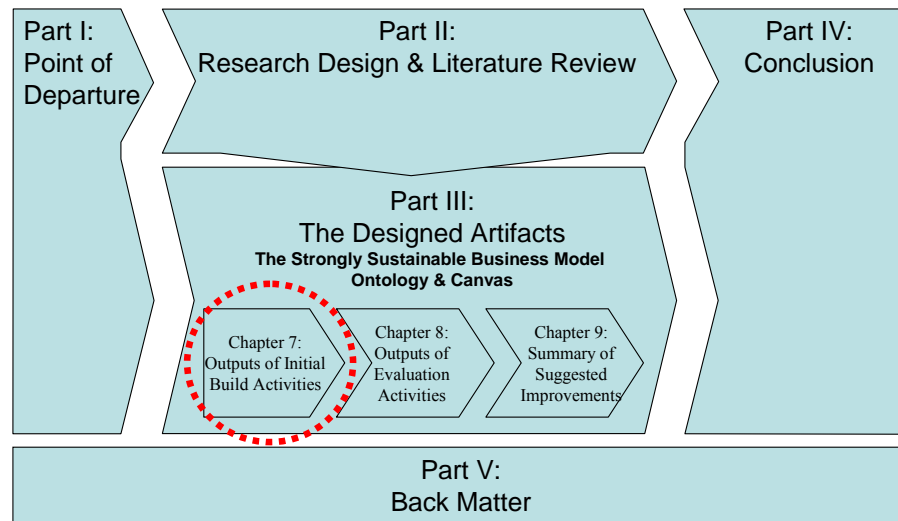 Part I:
Point of
Departure
Part II:
Research Design & Literature Review
Part IV:
Conclusion
Part III:
The Designed Artifacts
The Strongly Sustainable Business Model
Ontology & Canvas
Chapter 7:
Outputs of Initial
Build Activities
Chapter 8:
Outputs of
Evaluation
Activities
Chapter 9:
Summary of
Suggested
Improvements
Part V:
Back Matter